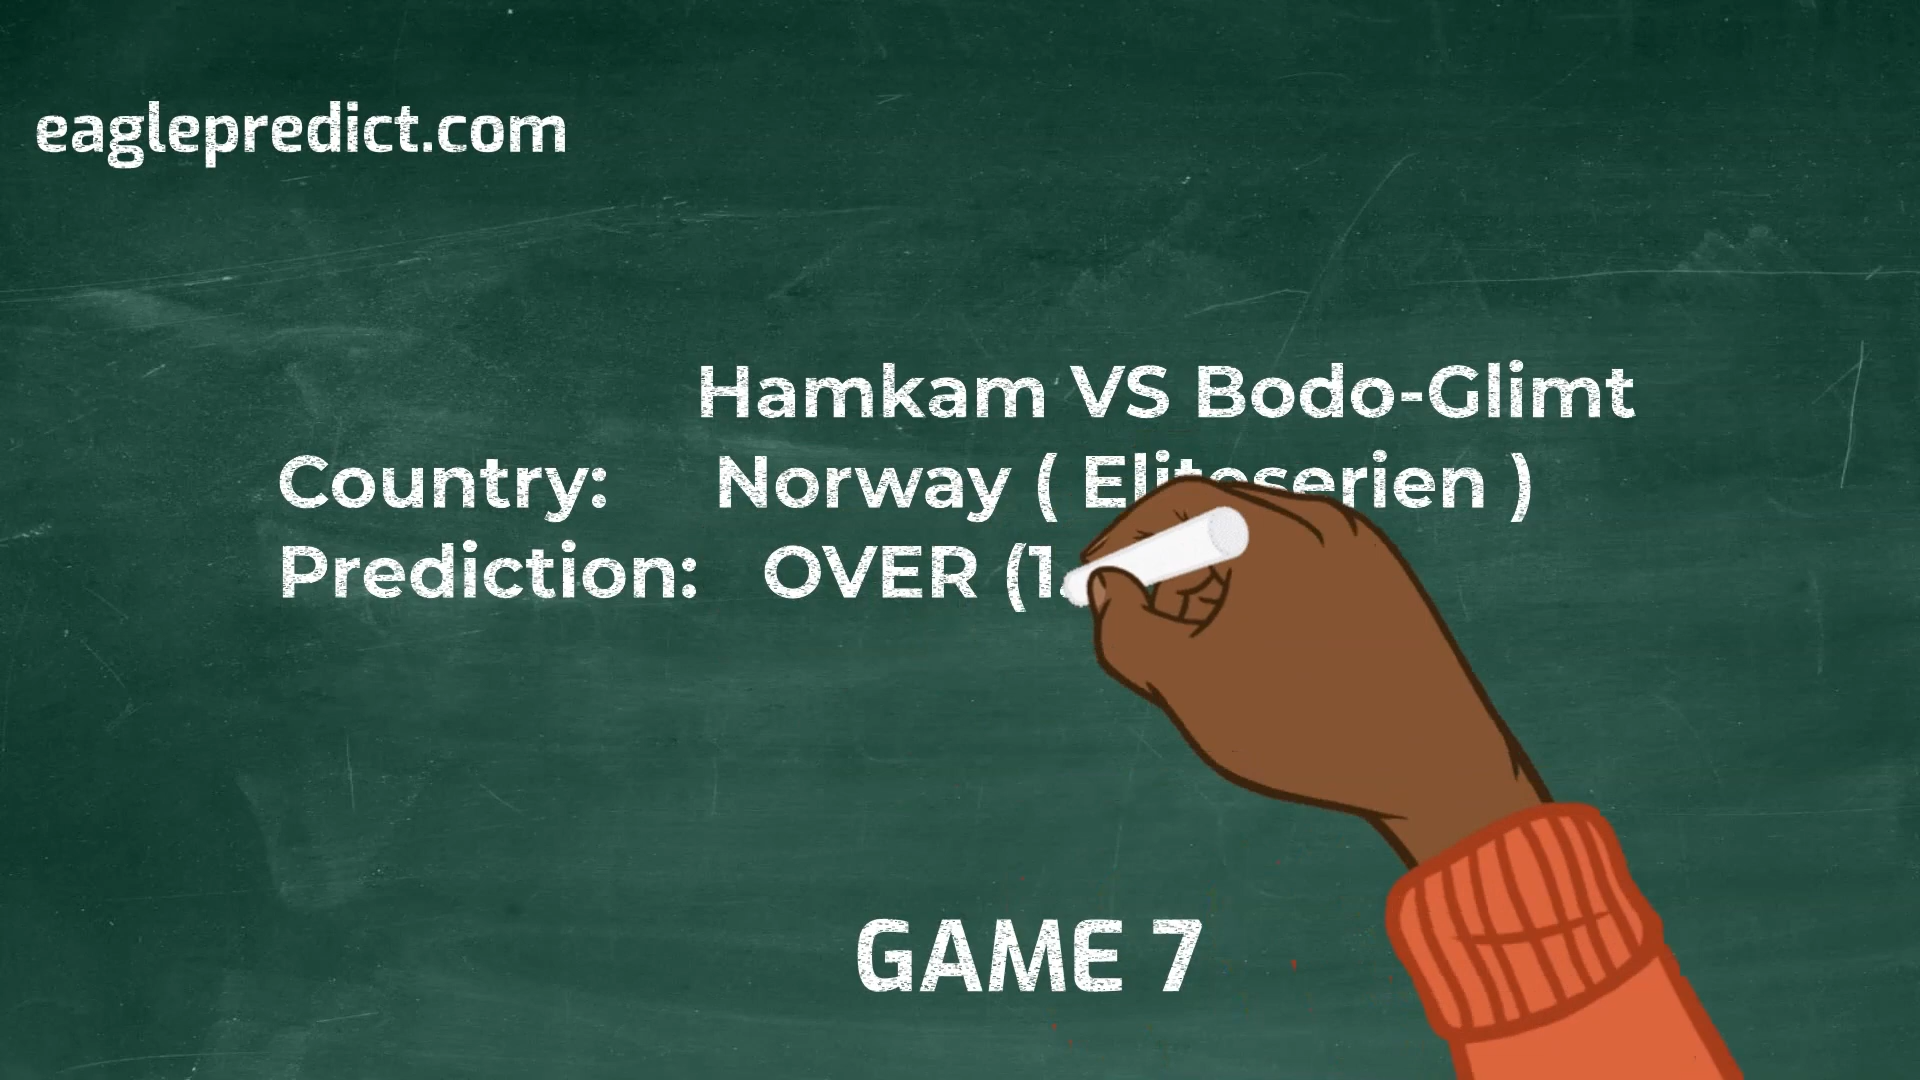 eaglepredict.com
Hamkam VS Bodo-Glimt
Country: Norway ( Eliteserien )
Prediction: OVER (1.
GAME 7